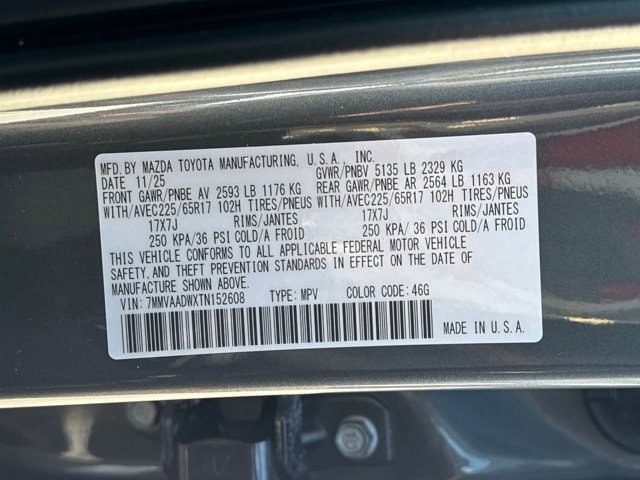 MFD. BY MAZDA TOYOTA MANUFACTURING. U.S.A., INC.
DATE 11/25 GVWR/PNBV 5135 LB 2329 KG
FRONT GAWR/PNBE AV 2593 LB 1176 KG REAR GAWR/PNBE AR 2564 LB 1163 KG
WITH/AVEC225/65R17 102H TIRES/PNEUS WITH/AVEC225/65R17 102H TIRES/PNEUS
17X7J RIMS/JANTES 17X7J RIMS/JANTES
250 KPA/36 PSI COLD/A FROID 250 KPA/36 PSI COLD/A FROID
THIS VEHICLE CONFORMS TO ALL APPLICABLE FEDERAL MOTOR VEHICLE
SAFETY, AND THEFT PREVENTION STANDARDS IN EFFECT ON THE DATE OF
MANUFACTURE SHOWN ABOVE.
VIN: 7MMVAADWXTN152608 TYPE: MPV COLOR CODE: 46G
MADE IN U.S.A.